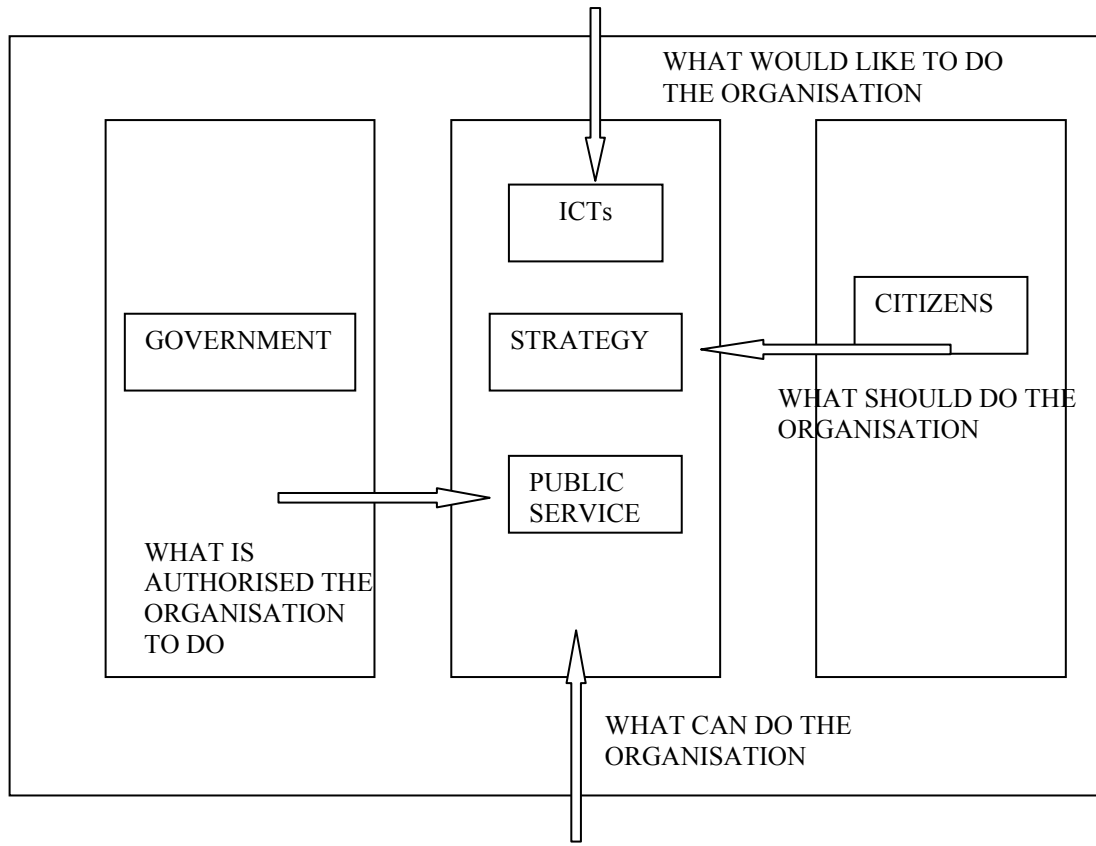 WHAT WOULD LIKE TO DO
THE ORGANISATION
ICTs
CITIZENS
GOVERNMENT
STRATEGY
WHAT SHOULD DO THE
ORGANISATION
PUBLIC
SERVICE
WHAT IS
AUTHORISED THE
ORGANISATION
TO DO
WHAT CAN DO THE
ORGANISATION